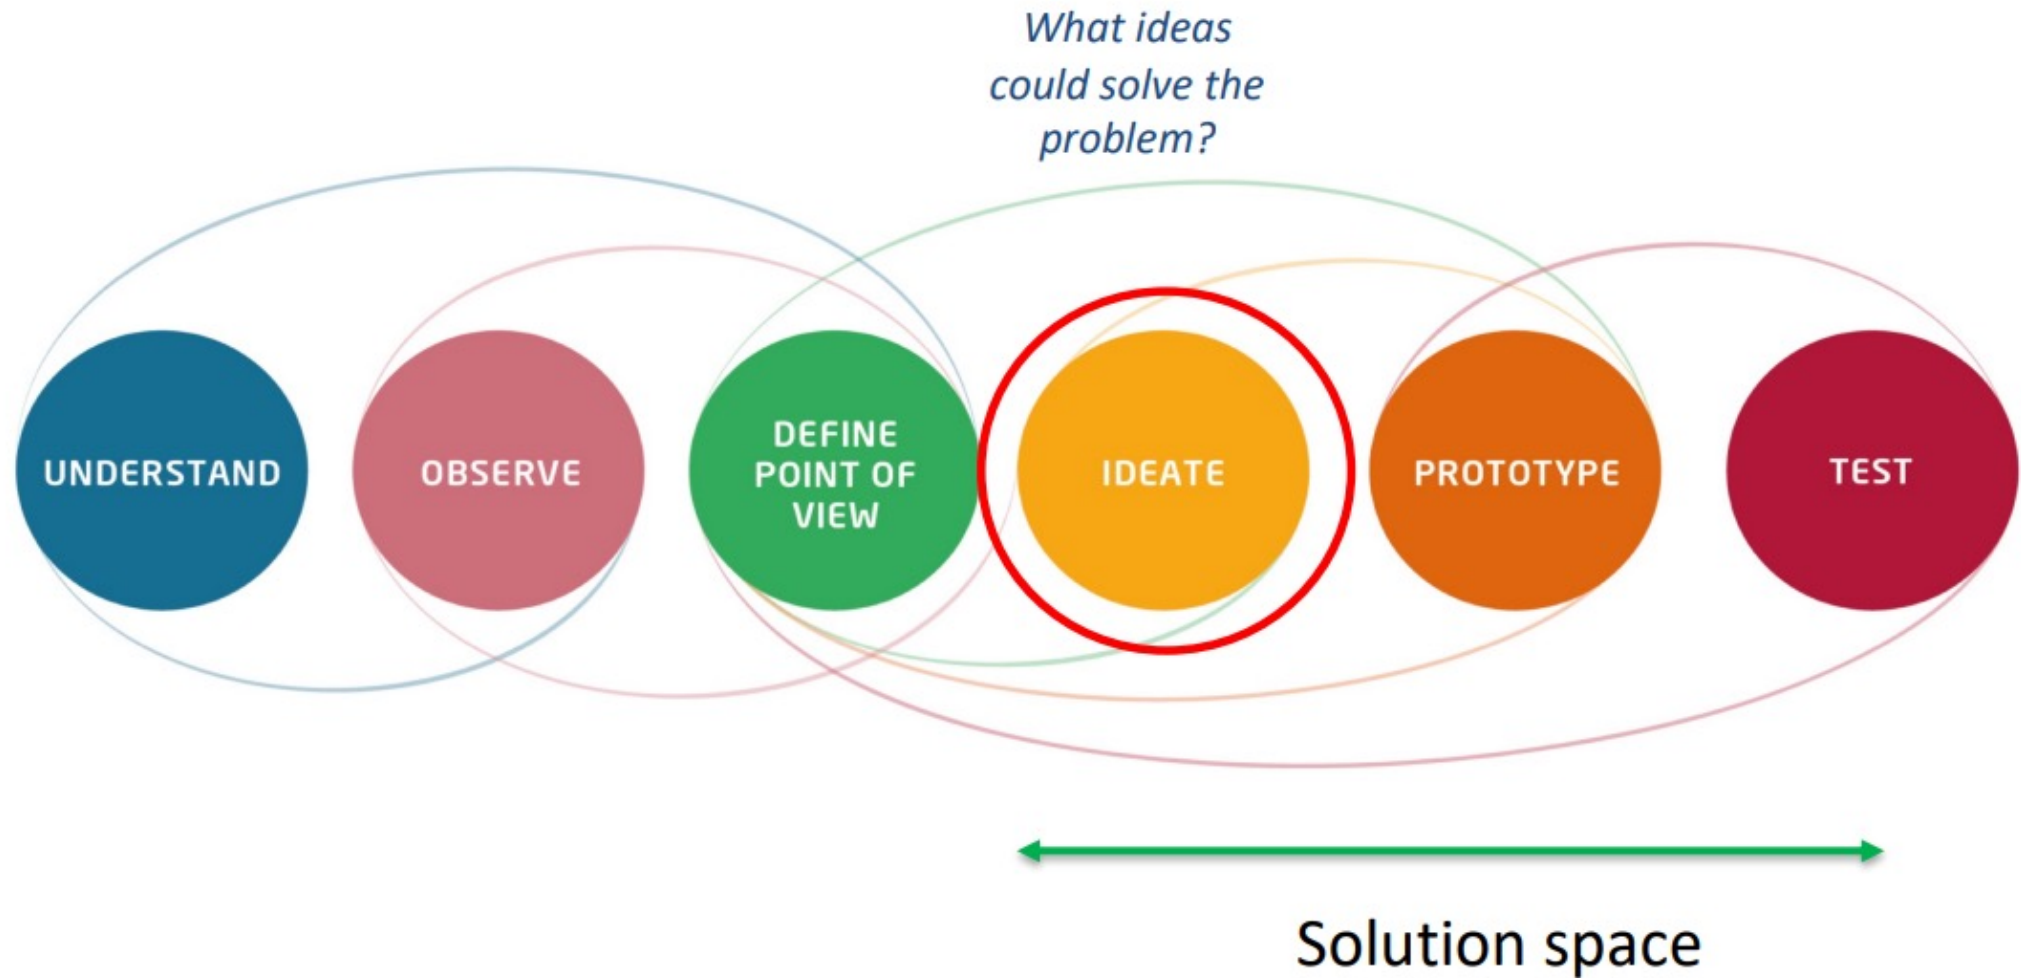 What ideas
could solve the
problem?
UNDERSTAND
OBSERVE
DEFINE
POINT OF
VIEW
IDEATE
PROTOTYPE
TEST
Solution space